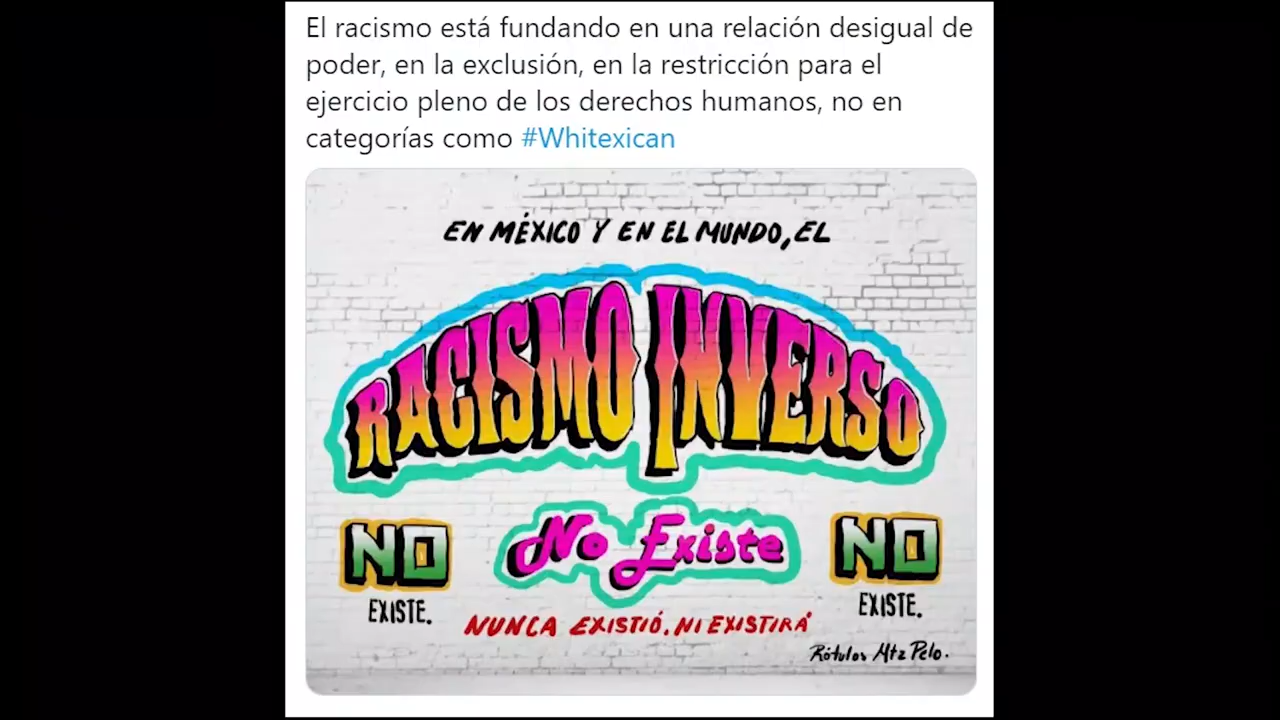 El racismo está fundando en una relación desigual de
poder, en la exclusión, en la restricción para el
ejercicio pleno de los derechos humanos, no en
categorías como #Whitexican
EN MÉXICO Y EN EL MUNDO, EL
RACISMO INVERSO
NO EXISTE.
No Existe
NO EXISTE.
NUNCA EXISTIÓ, NI EXISTIRÁ
Rótulos Mtz Pelo.